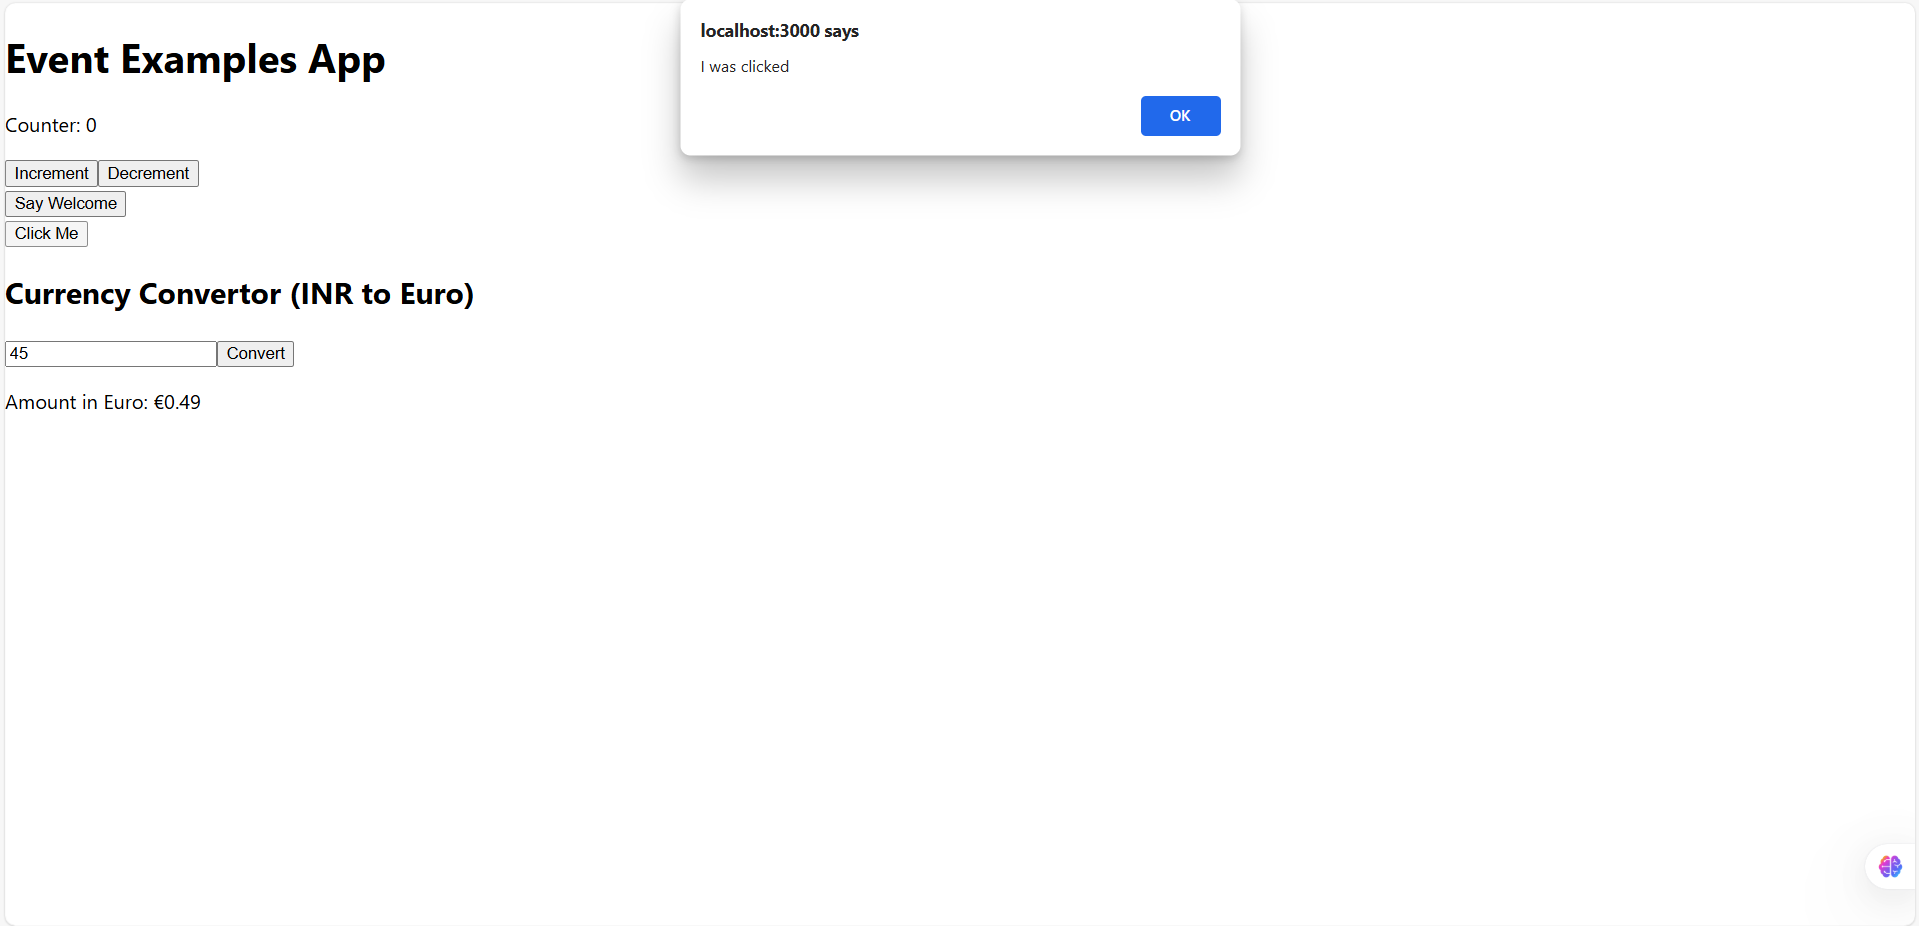 localhost:3000 says
I was clicked
OK
Event Examples App
Counter: 0
Increment Decrement
Say Welcome
Click Me
Currency Convertor (INR to Euro)
45 Convert
Amount in Euro: €0.49